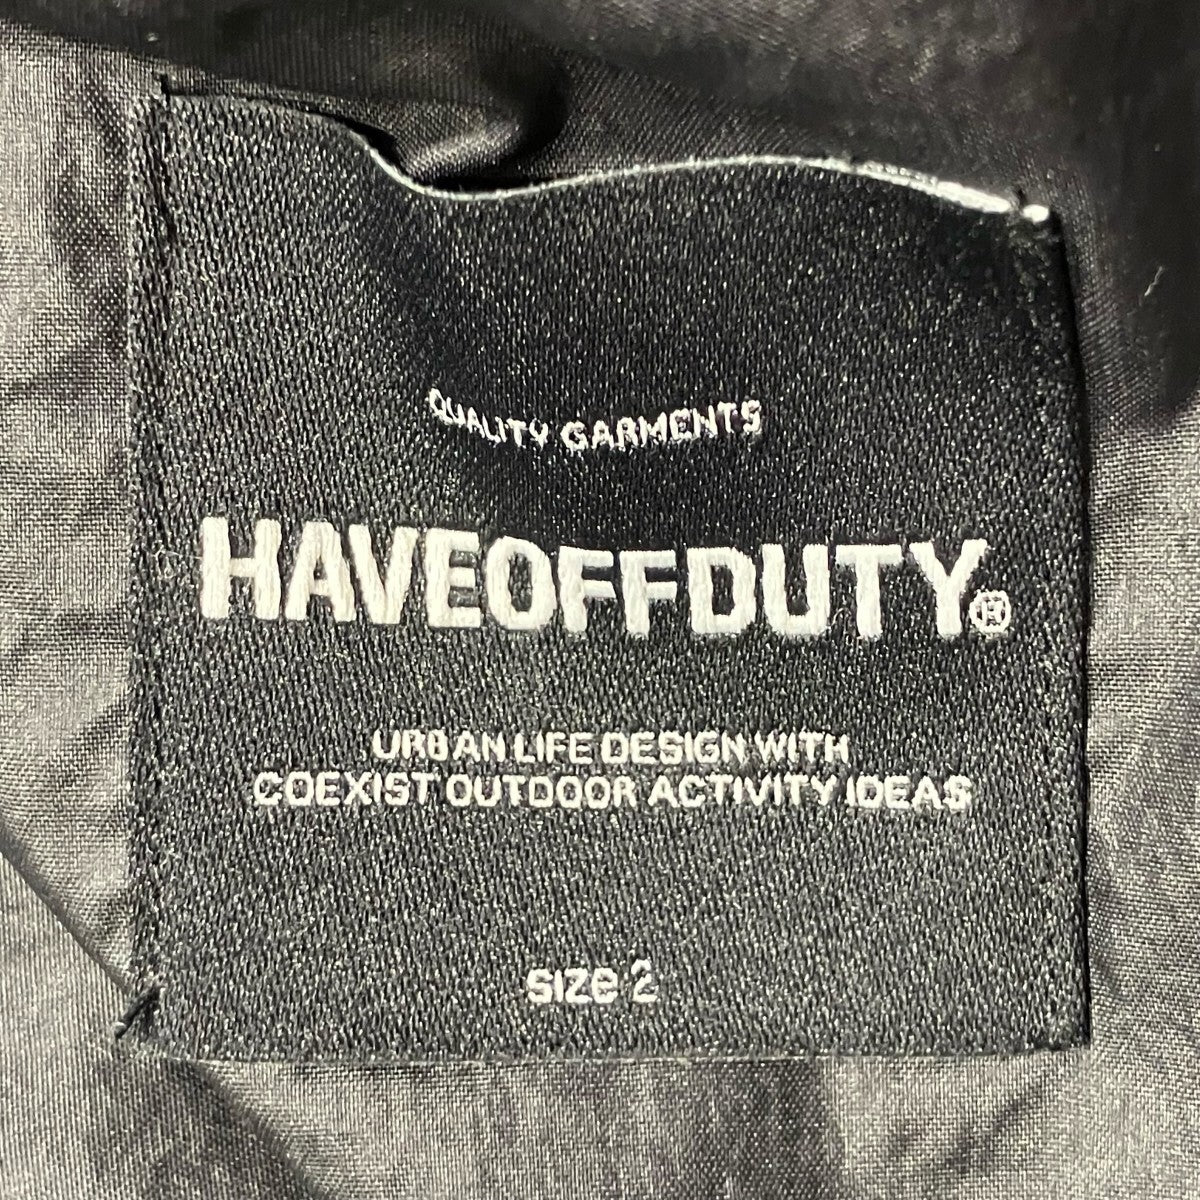 QUALITY GARMENTS
HAVEOFFDUTY®
URBAN LIFE DESIGN WITH
COEXIST OUTDOOR ACTIVITY IDEAS
SIZe 2